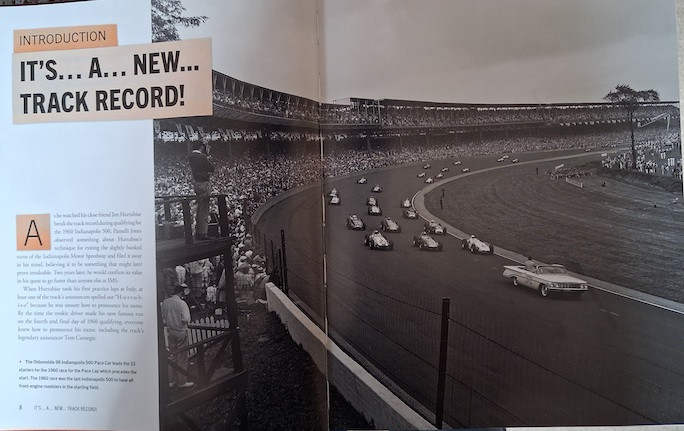 INTRODUCTION
IT'S... A... NEW...
TRACK RECORD!
A
s he watched his close friend Jim Hurtubise
break the track record during qualifying for
the 1960 Indianapolis 500, Parnelli Jones
observed something about Hurtubise's
technique for exiting the slightly banked
turns of the Indianapolis Motor Speedway and filed it away
in his mind, believing it to be something that might later
prove invaluable. Two years later, he would confirm its value
in his quest to go faster than anyone else at IMS.
When Hurtubise took his first practice laps at Indy, at
least one of the track's announcers spelled out
because he was unsure how to pronounce his name.
By the time the rookie driver made his now famous run
on the fourth and final day of 1960 qualifying, everyone
knew how to pronounce his name, including the track's
legendary announcer Tom Carnegie.
The Oldsmobile 98 Indianapolis 500 Pace Car leads the 33
starters for the 1960 race for the Pace Lap which precedes the
start. The 1960 race was the last Indianapolis 500 to have all
front-engine roadsters in the starting field.
8 IT'S... A... NEW... TRACK RECORD!